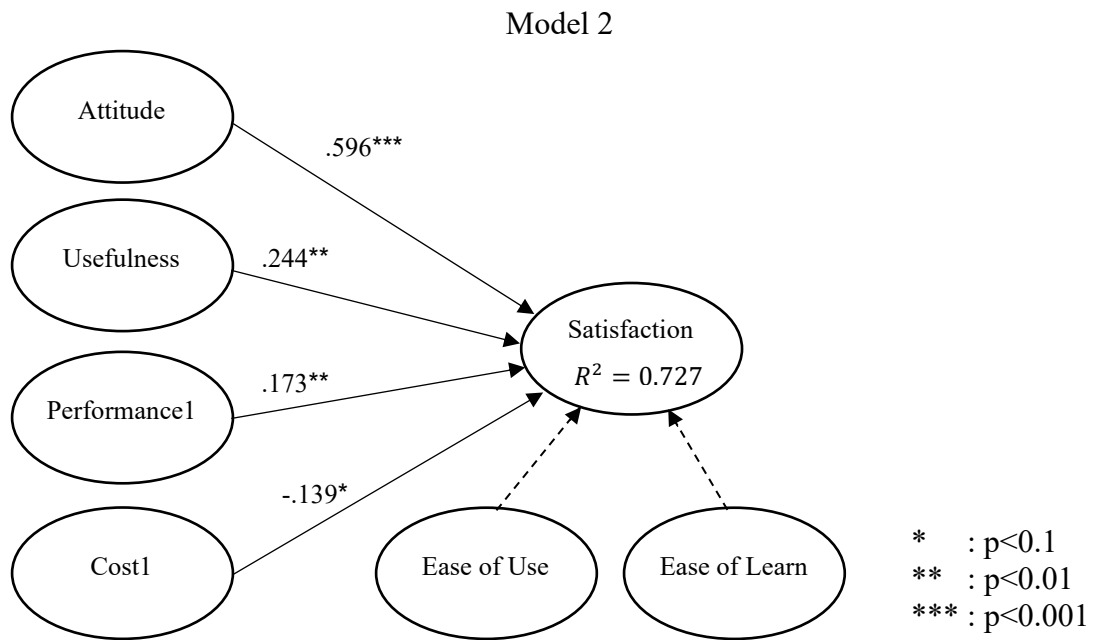 Model 2
Attitude
.596***
Usefulness
.244**
Satisfaction
R² = 0.727
Performance1
.173**
Cost1
-.139*
Ease of Use
Ease of Learn
* : p<0.1
** : p<0.01
*** : p<0.001